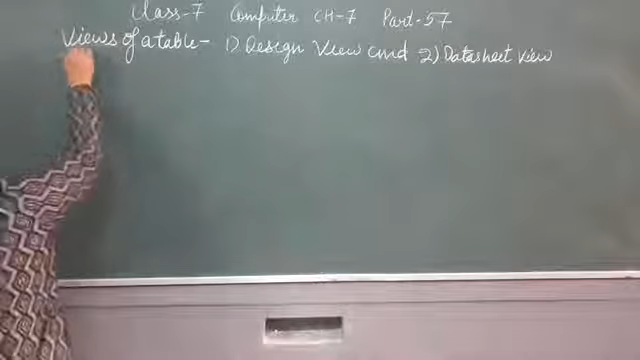 Class-7 Computer CH-7 Part-57
Views of a table- 1) Design View and 2) Datasheet View